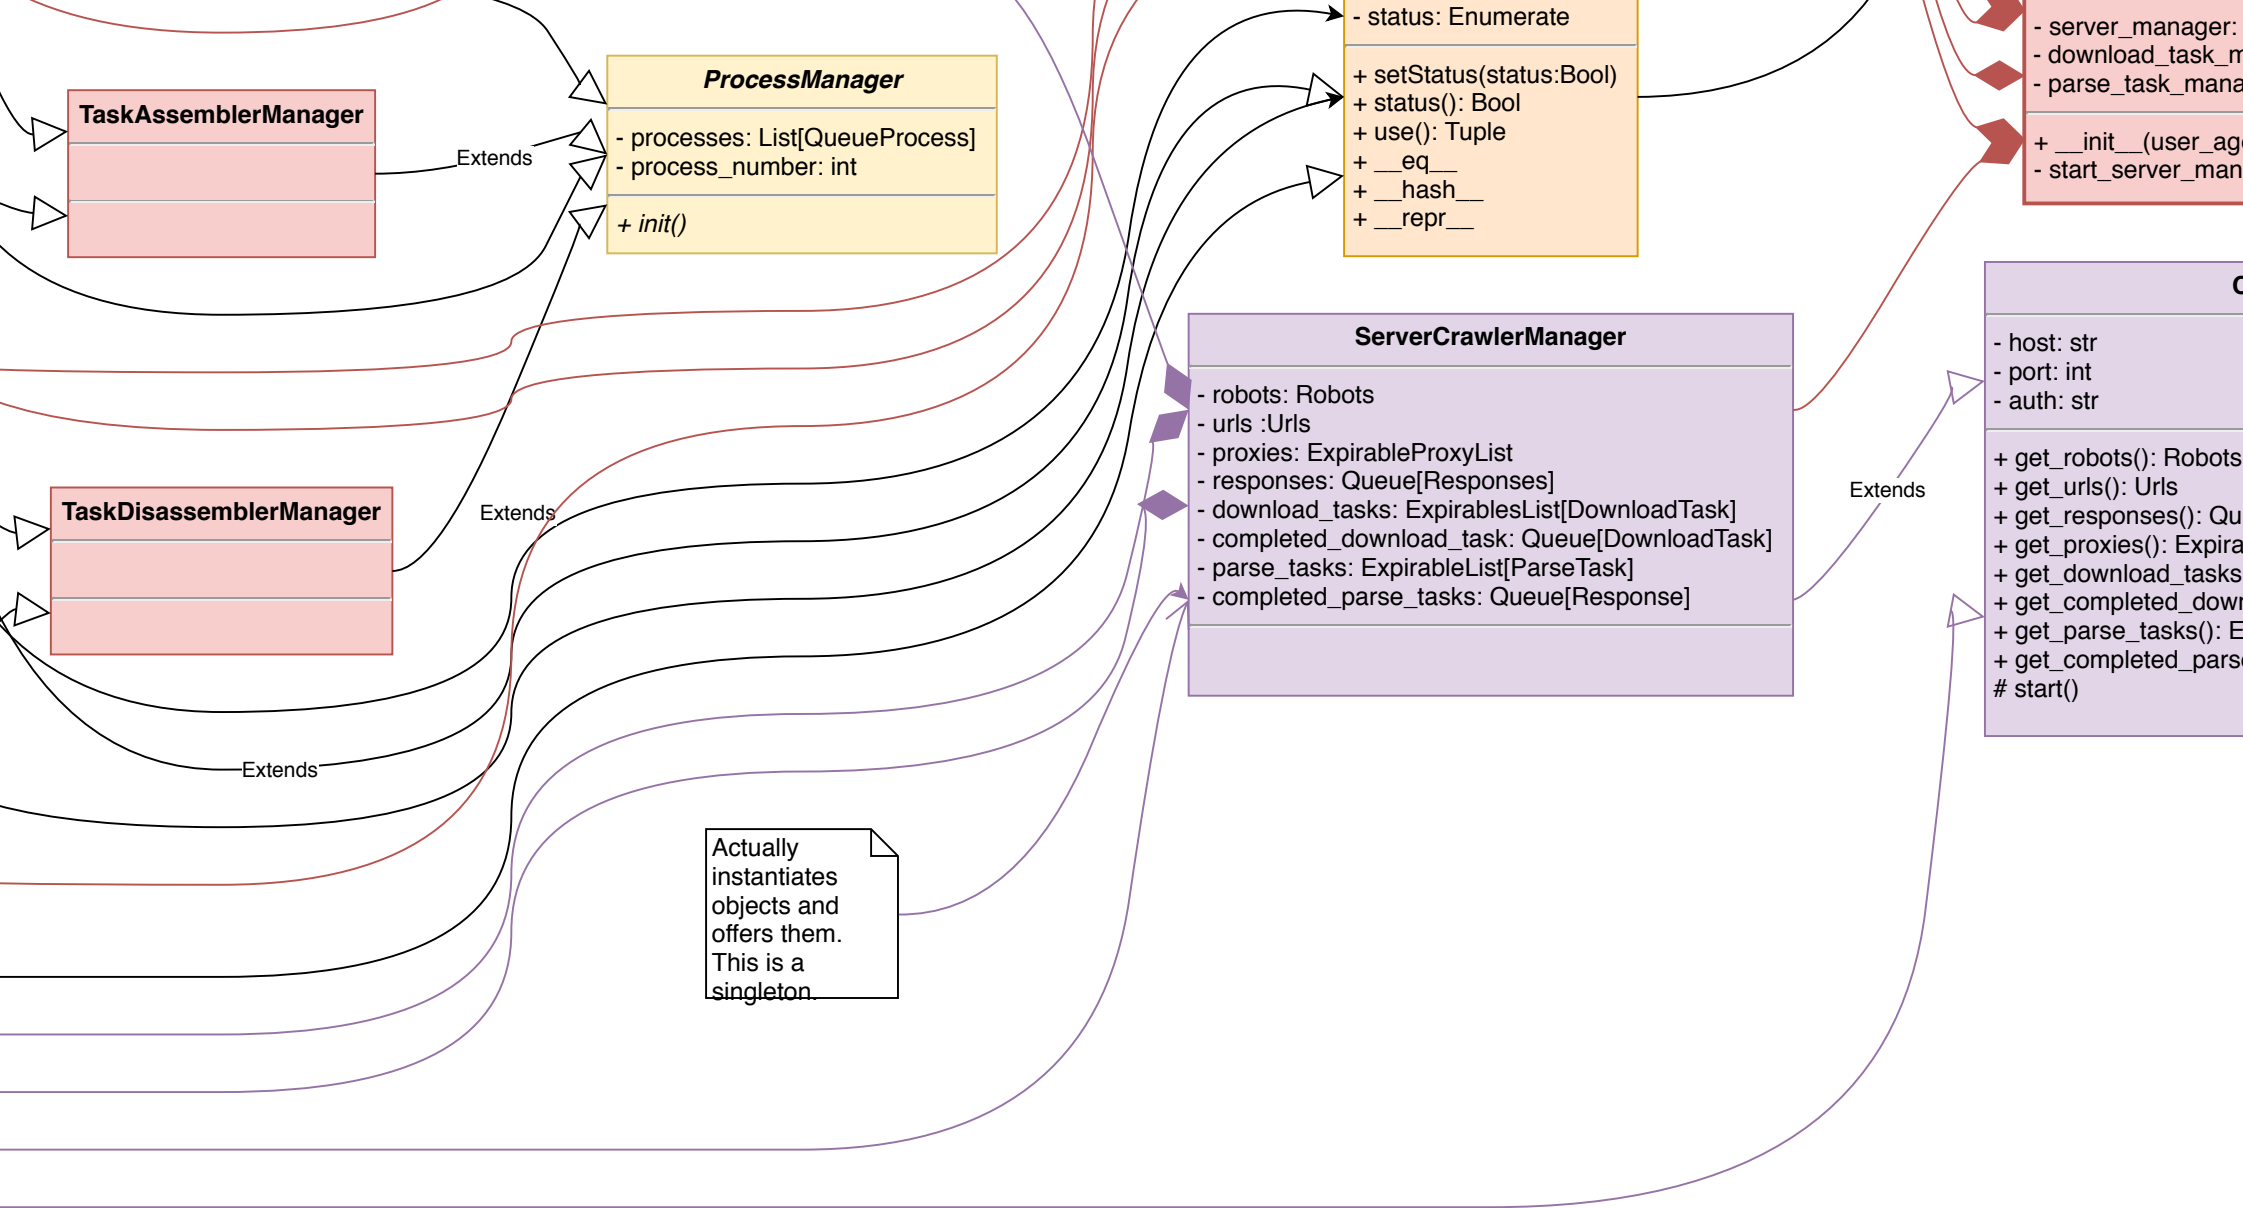 TaskAssemblerManager
Extends
ProcessManager
- processes: List[QueueProcess]
- process_number: int
+ init()
TaskDisassemblerManager
Extends
Extends
- status: Enumerate
+ setStatus(status:Bool)
+ status(): Bool
+ use(): Tuple
+ __eq__
+ __hash__
+ __repr__
ServerCrawlerManager
- robots: Robots
- urls :Urls
- proxies: ExpirableProxyList
- responses: Queue[Responses]
- download_tasks: ExpirablesList[DownloadTask]
- completed_download_task: Queue[DownloadTask]
- parse_tasks: ExpirableList[ParseTask]
- completed_parse_tasks: Queue[Response]
Actually
instantiates
objects and
offers them.
This is a
singleton.
Extends
- server_manager:
- download_task_m
- parse_task_mana
+ __init__(user_age
- start_server_man
- host: str
- port: int
- auth: str
+ get_robots(): Robots
+ get_urls(): Urls
+ get_responses(): Qu
+ get_proxies(): Expira
+ get_download_tasks
+ get_completed_down
+ get_parse_tasks(): E
+ get_completed_parse
# start()